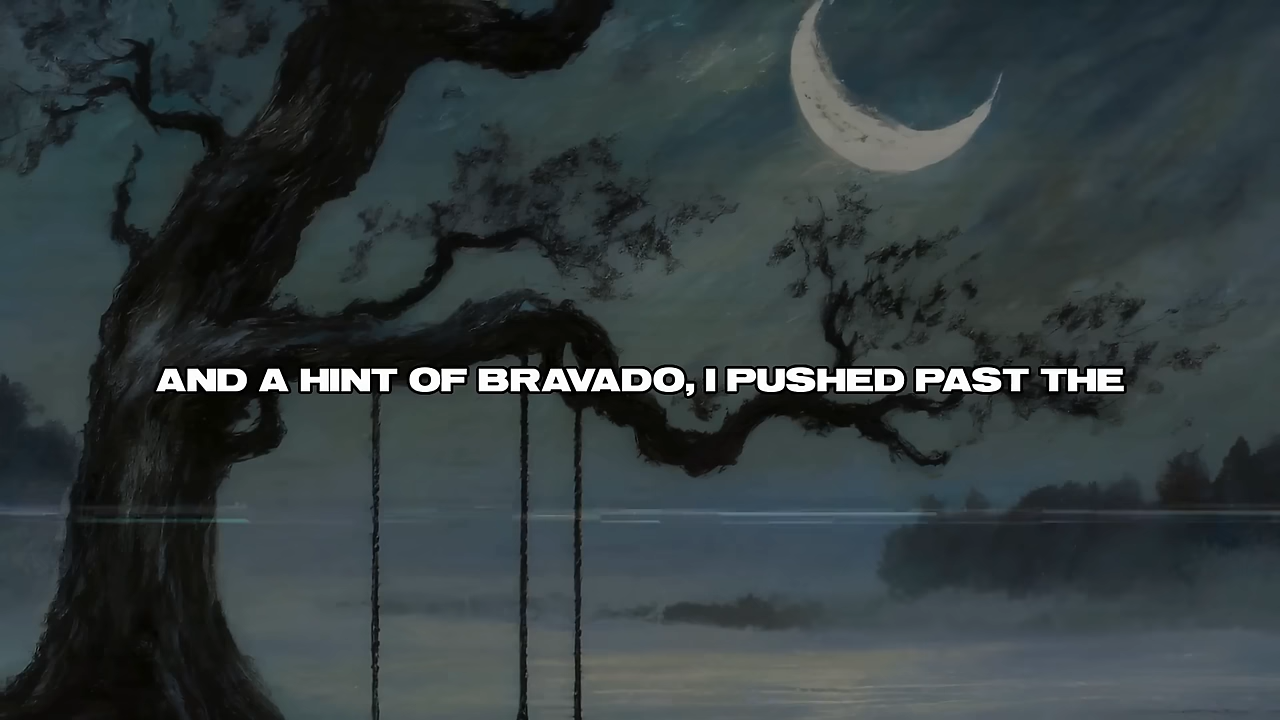 AND A HINT OF BRAVADO, I PUSHED PAST THE